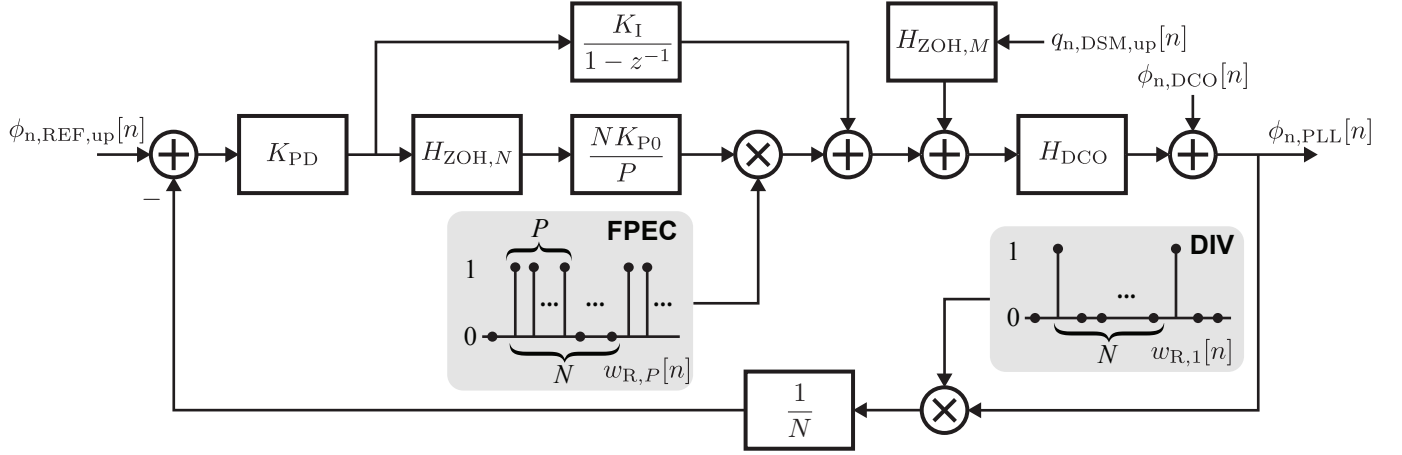 K_I
1 − z^{−1}
H_{ZOH,M}
q_{n,DSM,up}[n]
ϕ_{n,DCO}[n]
ϕ_{n,REF,up}[n]
K_{PD}
H_{ZOH,N}
NK_{P0}
P
H_{DCO}
ϕ_{n,PLL}[n]
−
P
FPEC
1
...
...
...
0
N
w_{R,P}[n]
DIV
1
...
0
N
w_{R,1}[n]
1
N